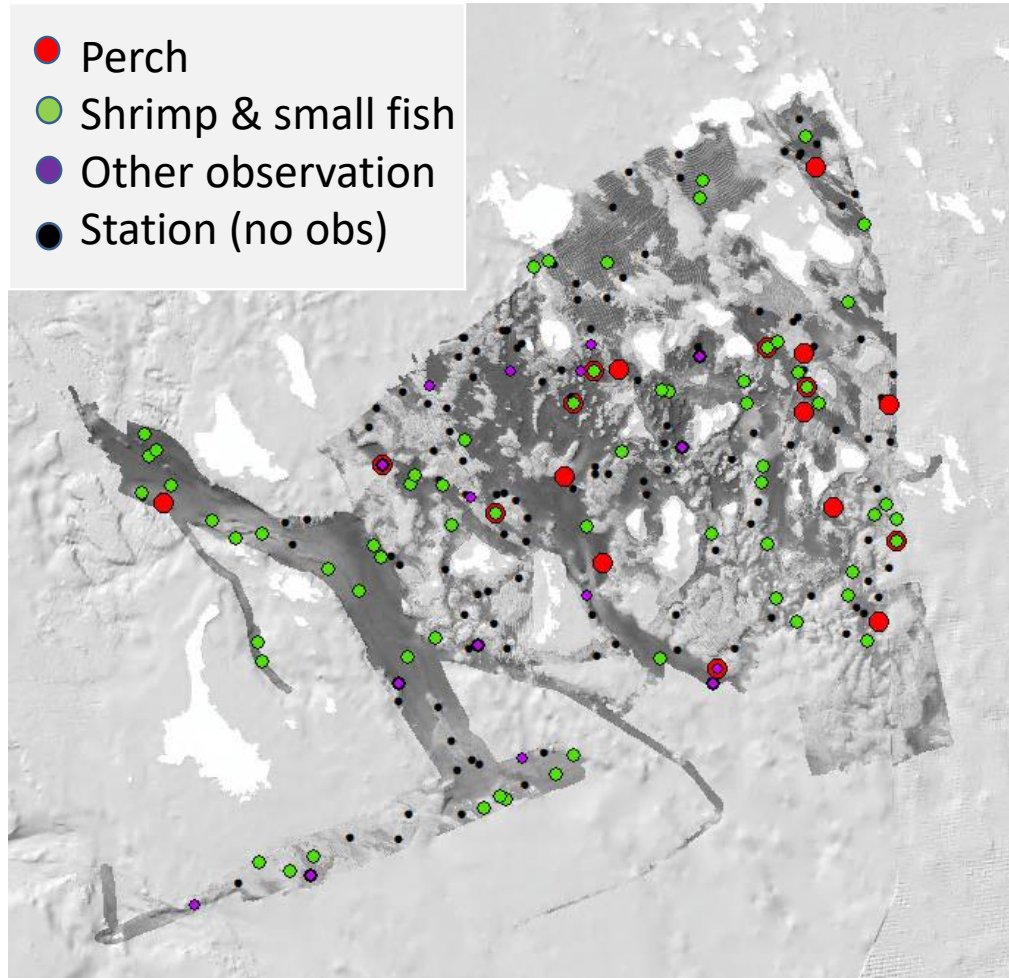 Perch
Shrimp & small fish
Other observation
Station (no obs)